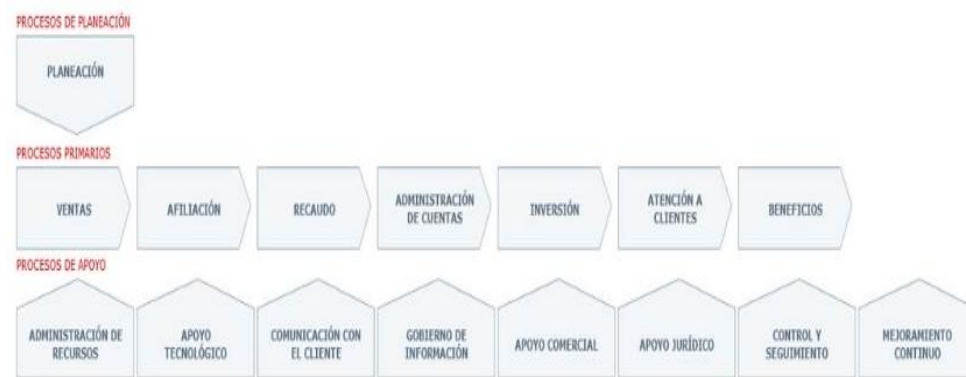 PROCESOS DE PLANEACIÓN
PLANEACIÓN
PROCESOS PRIMARIOS
VENTAS
AFILIACIÓN
RECAUDO
ADMINISTRACIÓN
DE CUENTAS
INVERSIÓN
ATENCIÓN A
CLIENTES
BENEFICIOS
PROCESOS DE APOYO
ADMINISTRACIÓN DE
RECURSOS
APOYO
TECNOLÓGICO
COMUNICACIÓN CON
EL CLIENTE
GOBIERNO DE
INFORMACIÓN
APOYO COMERCIAL
APOYO JURÍDICO
CONTROL Y
SEGUIMIENTO
MEJORAMIENTO
CONTINUO